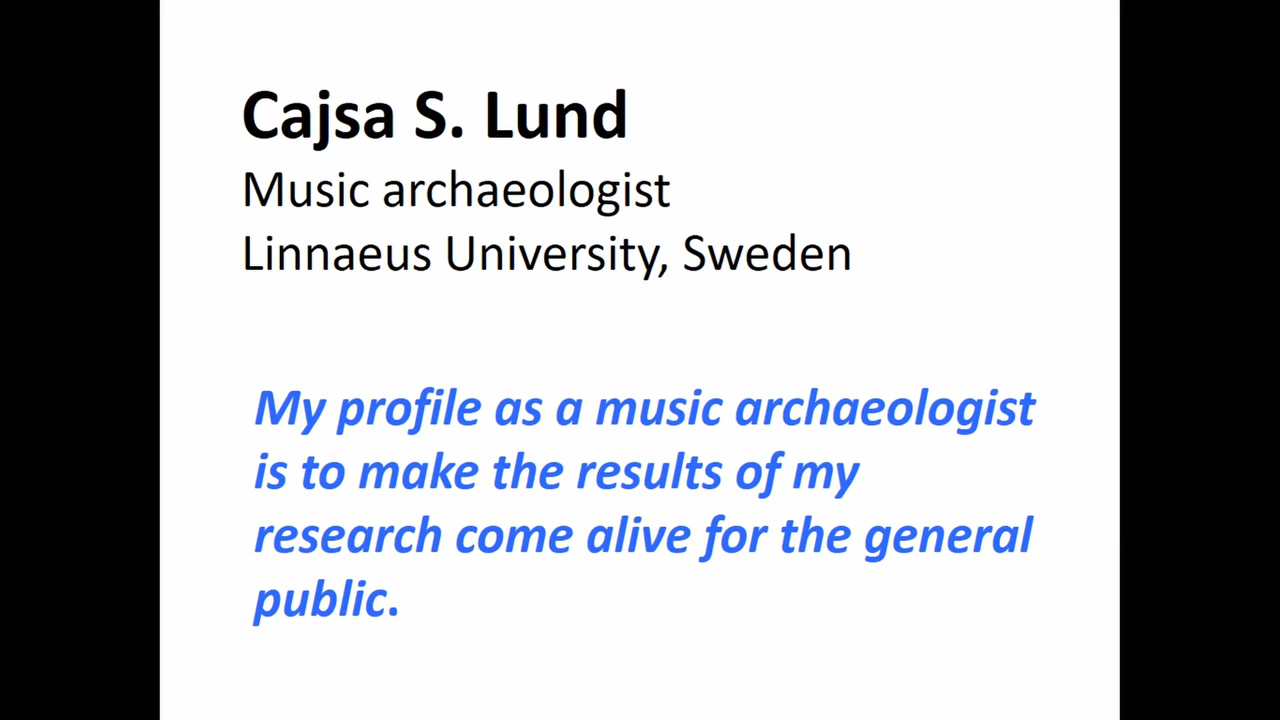 Cajsa S. Lund
Music archaeologist
Linnaeus University, Sweden
My profile as a music archaeologist
is to make the results of my
research come alive for the general
public.